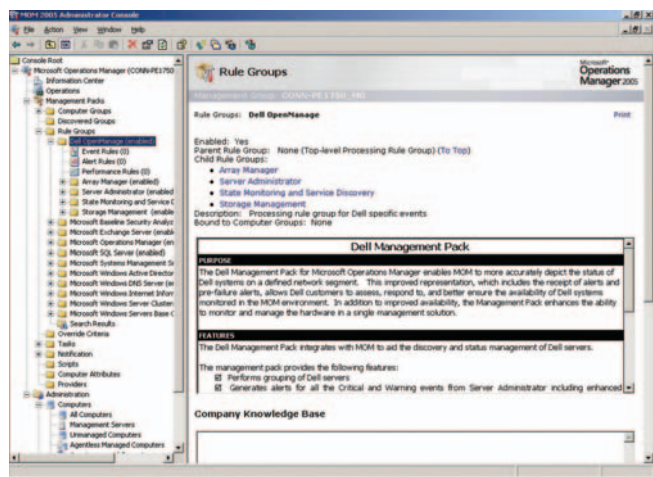 MOM 2005 Administrator Console
File Action View Window Help
Console Root
Microsoft Operations Manager (CONN-PE1750
Information Center
Operations
Management Packs
Computer Groups
Discovered Groups
Rule Groups
Dell OpenManage (enabled)
Event Rules (0)
Alert Rules (0)
Performance Rules (0)
Array Manager (enabled)
Server Administrator (enabled
State Monitoring and Service D
Storage Management (enable
Microsoft Baseline Security Analyz
Microsoft Exchange Server (enabl
Microsoft Operations Manager (en
Microsoft SQL Server (enabled)
Microsoft Systems Management S
Microsoft Windows Active Director
Microsoft Windows DNS Server (e
Microsoft Windows Internet Inform
Microsoft Windows Server Cluster
Microsoft Windows Servers Base O
Search Results
Override Criteria
Tasks
Notification
Scripts
Computer Attributes
Providers
Administration
Computers
All Computers
Management Servers
Unmanaged Computers
Agentless Managed Computers
Rule Groups
Microsoft
Operations
Manager 2005
Management Group: CONN-PE1750_MG
Rule Groups: Dell OpenManage
Print
Enabled: Yes
Parent Rule Group: None (Top-level Processing Rule Group) (To Top)
Child Rule Groups:
• Array Manager
• Server Administrator
• State Monitoring and Service Discovery
• Storage Management
Description: Processing rule group for Dell specific events
Bound to Computer Groups: None
Dell Management Pack
PURPOSE
The Dell Management Pack for Microsoft Operations Manager enables MOM to more accurately depict the status of
Dell systems on a defined network segment. This improved representation, which includes the receipt of alerts and
pre-failure alerts, allows Dell customers to assess, respond to, and better ensure the availability of Dell systems
monitored in the MOM environment. In addition to improved availability, the Management Pack enhances the ability
to monitor and manage the hardware in a single management solution.
FEATURES
The Dell Management Pack integrates with MOM to aid the discovery and status management of Dell servers.
The management pack provides the following features:
Performs grouping of Dell servers
Generates alerts for all the Critical and Warning events from Server Administrator including enhanced
Company Knowledge Base